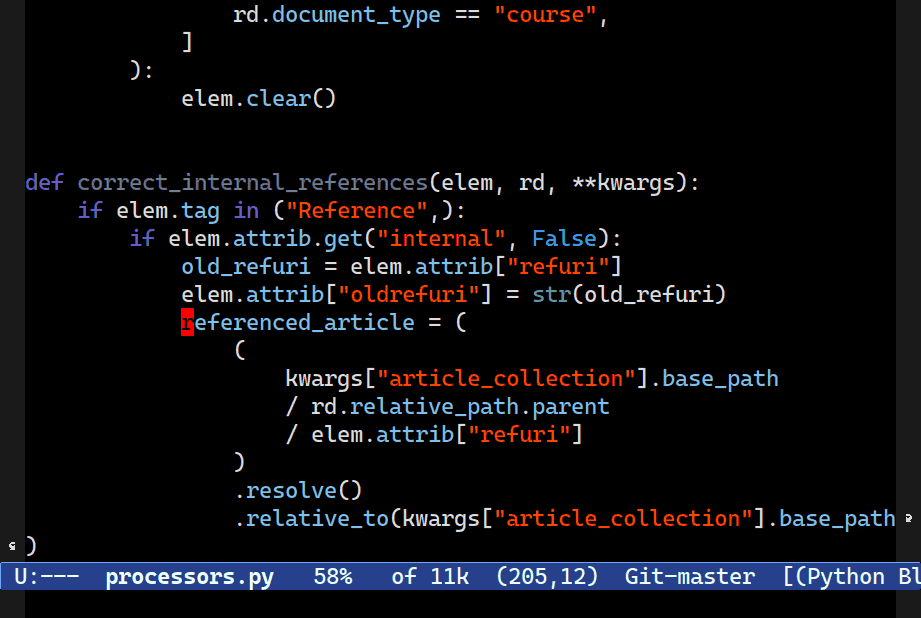 rd.document_type == "course",
            ]
        ):
            elem.clear()


def correct_internal_references(elem, rd, **kwargs):
    if elem.tag in ("Reference",):
        if elem.attrib.get("internal", False):
            old_refuri = elem.attrib["refuri"]
            elem.attrib["oldrefuri"] = str(old_refuri)
            referenced_article = (
                (
                    kwargs["article_collection"].base_path
                    / rd.relative_path.parent
                    / elem.attrib["refuri"]
                )
                .resolve()
                .relative_to(kwargs["article_collection"].base_path
)
U:--- processors.py 58% of 11k (205,12) Git-master [(Python Bl